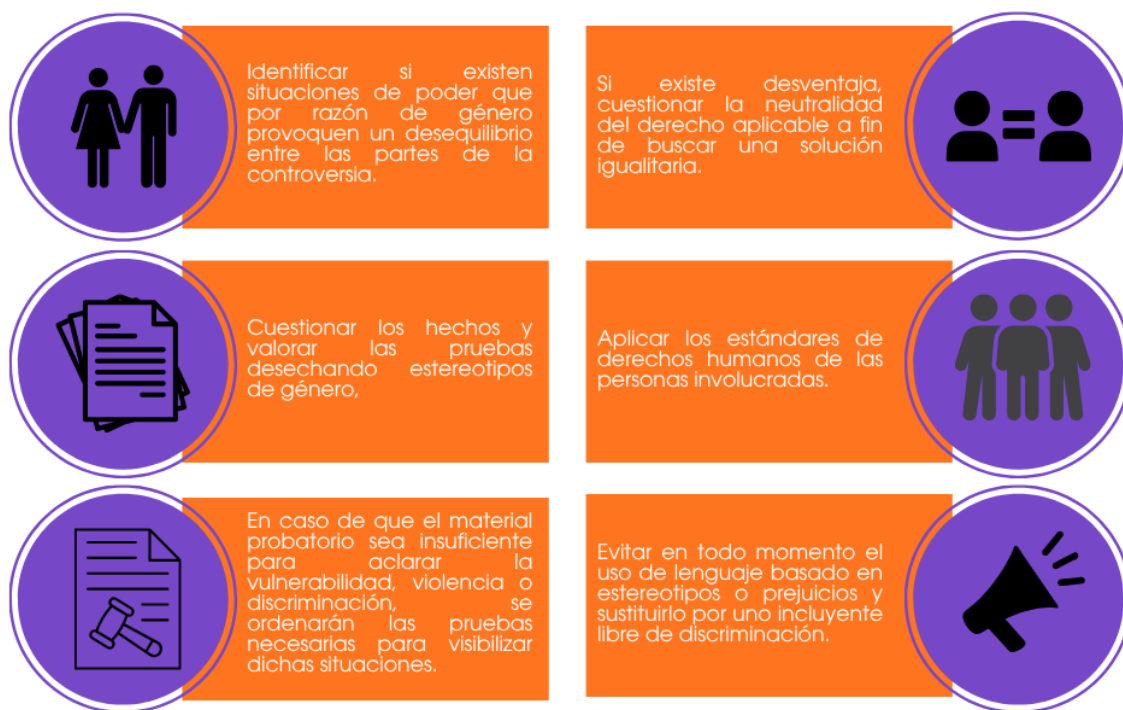 Identificar si existen
situaciones de poder que
por razón de género
provoquen un desequilibrio
entre las partes de la
controversia.
Si existe desventaja,
cuestionar la neutralidad
del derecho aplicable a fin
de buscar una solución
igualitaria.
Cuestionar los hechos y
valorar las pruebas
desechando estereotipos
de género,
Aplicar los estándares de
derechos humanos de las
personas involucradas.
En caso de que el material
probatorio sea insuficiente
para aclarar la
vulnerabilidad, violencia o
discriminación, se
ordenarán las pruebas
necesarias para visibilizar
dichas situaciones.
Evitar en todo momento el
uso de lenguaje basado en
estereotipos o prejuicios y
sustituirlo por uno incluyente
libre de discriminación.